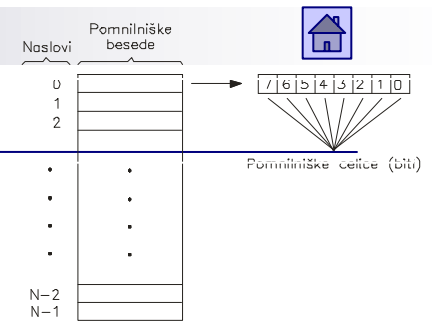 Naslovi
Pomnilniške
besede
0
1
2
N-2
N-1
7 6 5 4 3 2 1 0
Pomnilniške celice (biti)